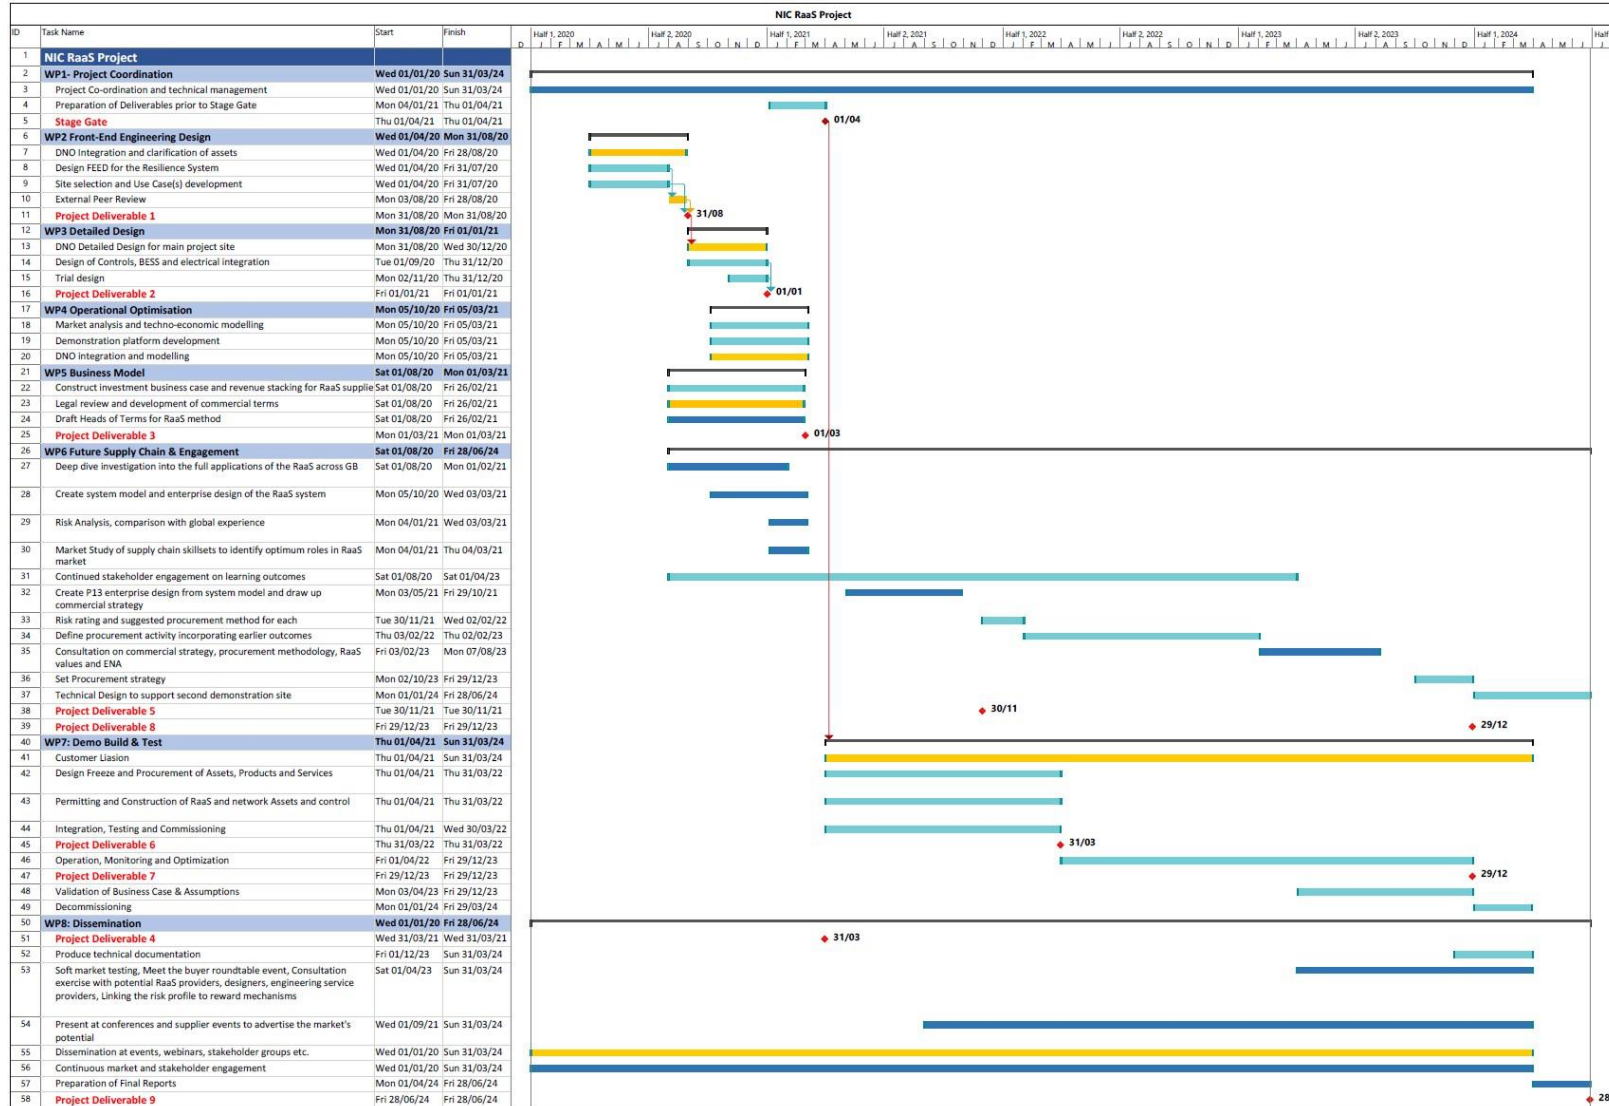 NIC RaaS Project
ID Task Name Start Finish Half 1, 2020 Half 2, 2020 Half 1, 2021 Half 2, 2021 Half 1, 2022 Half 2, 2022 Half 1, 2023 Half 2, 2023 Half 1, 2024 Half
D J F M A M J J A S O N D J F M A M J J A S O N D J F M A M J J A S O N D J F M A M J J A S O N D J F M A M J J
1 NIC RaaS Project
2 WP1- Project Coordination Wed 01/01/20 Sun 31/03/24
3 Project Co-ordination and technical management Wed 01/01/20 Sun 31/03/24
4 Preparation of Deliverables prior to Stage Gate Mon 04/01/21 Thu 01/04/21
5 Stage Gate Thu 01/04/21 Thu 01/04/21 01/04
6 WP2 Front-End Engineering Design Wed 01/04/20 Mon 31/08/20
7 DNO Integration and clarification of assets Wed 01/04/20 Fri 28/08/20
8 Design FEED for the Resilience System Wed 01/04/20 Fri 31/07/20
9 Site selection and Use Case(s) development Wed 01/04/20 Fri 31/07/20
10 External Peer Review Mon 03/08/20 Fri 28/08/20
11 Project Deliverable 1 Mon 31/08/20 Mon 31/08/20 31/08
12 WP3 Detailed Design Mon 31/08/20 Fri 01/01/21
13 DNO Detailed Design for main project site Mon 31/08/20 Wed 30/12/20
14 Design of Controls, BESS and electrical integration Tue 01/09/20 Thu 31/12/20
15 Trial design Mon 02/11/20 Thu 31/12/20
16 Project Deliverable 2 Fri 01/01/21 Fri 01/01/21 01/01
17 WP4 Operational Optimisation Mon 05/10/20 Fri 05/03/21
18 Market analysis and techno-economic modelling Mon 05/10/20 Fri 05/03/21
19 Demonstration platform development Mon 05/10/20 Fri 05/03/21
20 DNO integration and modelling Mon 05/10/20 Fri 05/03/21
21 WP5 Business Model Sat 01/08/20 Mon 01/03/21
22 Construct investment business case and revenue stacking for RaaS supplie Sat 01/08/20 Fri 26/02/21
23 Legal review and development of commercial terms Sat 01/08/20 Fri 26/02/21
24 Draft Heads of Terms for RaaS method Sat 01/08/20 Fri 26/02/21
25 Project Deliverable 3 Mon 01/03/21 Mon 01/03/21 01/03
26 WP6 Future Supply Chain & Engagement Sat 01/08/20 Fri 28/06/24
27 Deep dive investigation into the full applications of the RaaS across GB Sat 01/08/20 Mon 01/02/21
28 Create system model and enterprise design of the RaaS system Mon 05/10/20 Wed 03/03/21
29 Risk Analysis, comparison with global experience Mon 04/01/21 Wed 03/03/21
30 Market Study of supply chain skillsets to identify optimum roles in RaaS Mon 04/01/21 Thu 04/03/21
market
31 Continued stakeholder engagement on learning outcomes Sat 01/08/20 Sat 01/04/23
32 Create P13 enterprise design from system model and draw up Mon 03/05/21 Fri 29/10/21
commercial strategy
33 Risk rating and suggested procurement method for each Tue 30/11/21 Wed 02/02/22
34 Define procurement activity incorporating earlier outcomes Thu 03/02/22 Thu 02/02/23
35 Consultation on commercial strategy, procurement methodology, RaaS Fri 03/02/23 Mon 07/08/23
values and ENA
36 Set Procurement strategy Mon 02/10/23 Fri 29/12/23
37 Technical Design to support second demonstration site Mon 01/01/24 Fri 28/06/24
38 Project Deliverable 5 Tue 30/11/21 Tue 30/11/21 30/11
39 Project Deliverable 8 Fri 29/12/23 Fri 29/12/23 29/12
40 WP7: Demo Build & Test Thu 01/04/21 Sun 31/03/24
41 Customer Liasion Thu 01/04/21 Sun 31/03/24
42 Design Freeze and Procurement of Assets, Products and Services Thu 01/04/21 Thu 31/03/22
43 Permitting and Construction of RaaS and network Assets and control Thu 01/04/21 Thu 31/03/22
44 Integration, Testing and Commissioning Thu 01/04/21 Wed 30/03/22
45 Project Deliverable 6 Thu 31/03/22 Thu 31/03/22 31/03
46 Operation, Monitoring and Optimization Fri 01/04/22 Fri 29/12/23
47 Project Deliverable 7 Fri 29/12/23 Fri 29/12/23 29/12
48 Validation of Business Case & Assumptions Mon 03/04/23 Fri 29/12/23
49 Decommissioning Mon 01/01/24 Fri 29/03/24
50 WP8: Dissemination Wed 01/01/20 Fri 28/06/24
51 Project Deliverable 4 Wed 31/03/21 Wed 31/03/21 31/03
52 Produce technical documentation Fri 01/12/23 Sun 31/03/24
53 Soft market testing, Meet the buyer roundtable event, Consultation Sat 01/04/23 Sun 31/03/24
exercise with potential RaaS providers, designers, engineering service
providers, Linking the risk profile to reward mechanisms
54 Present at conferences and supplier events to advertise the market's Wed 01/09/21 Sun 31/03/24
potential
55 Dissemination at events, webinars, stakeholder groups etc. Wed 01/01/20 Sun 31/03/24
56 Continuous market and stakeholder engagement Wed 01/01/20 Sun 31/03/24
57 Preparation of Final Reports Mon 01/04/24 Fri 28/06/24
58 Project Deliverable 9 Fri 28/06/24 Fri 28/06/24 28